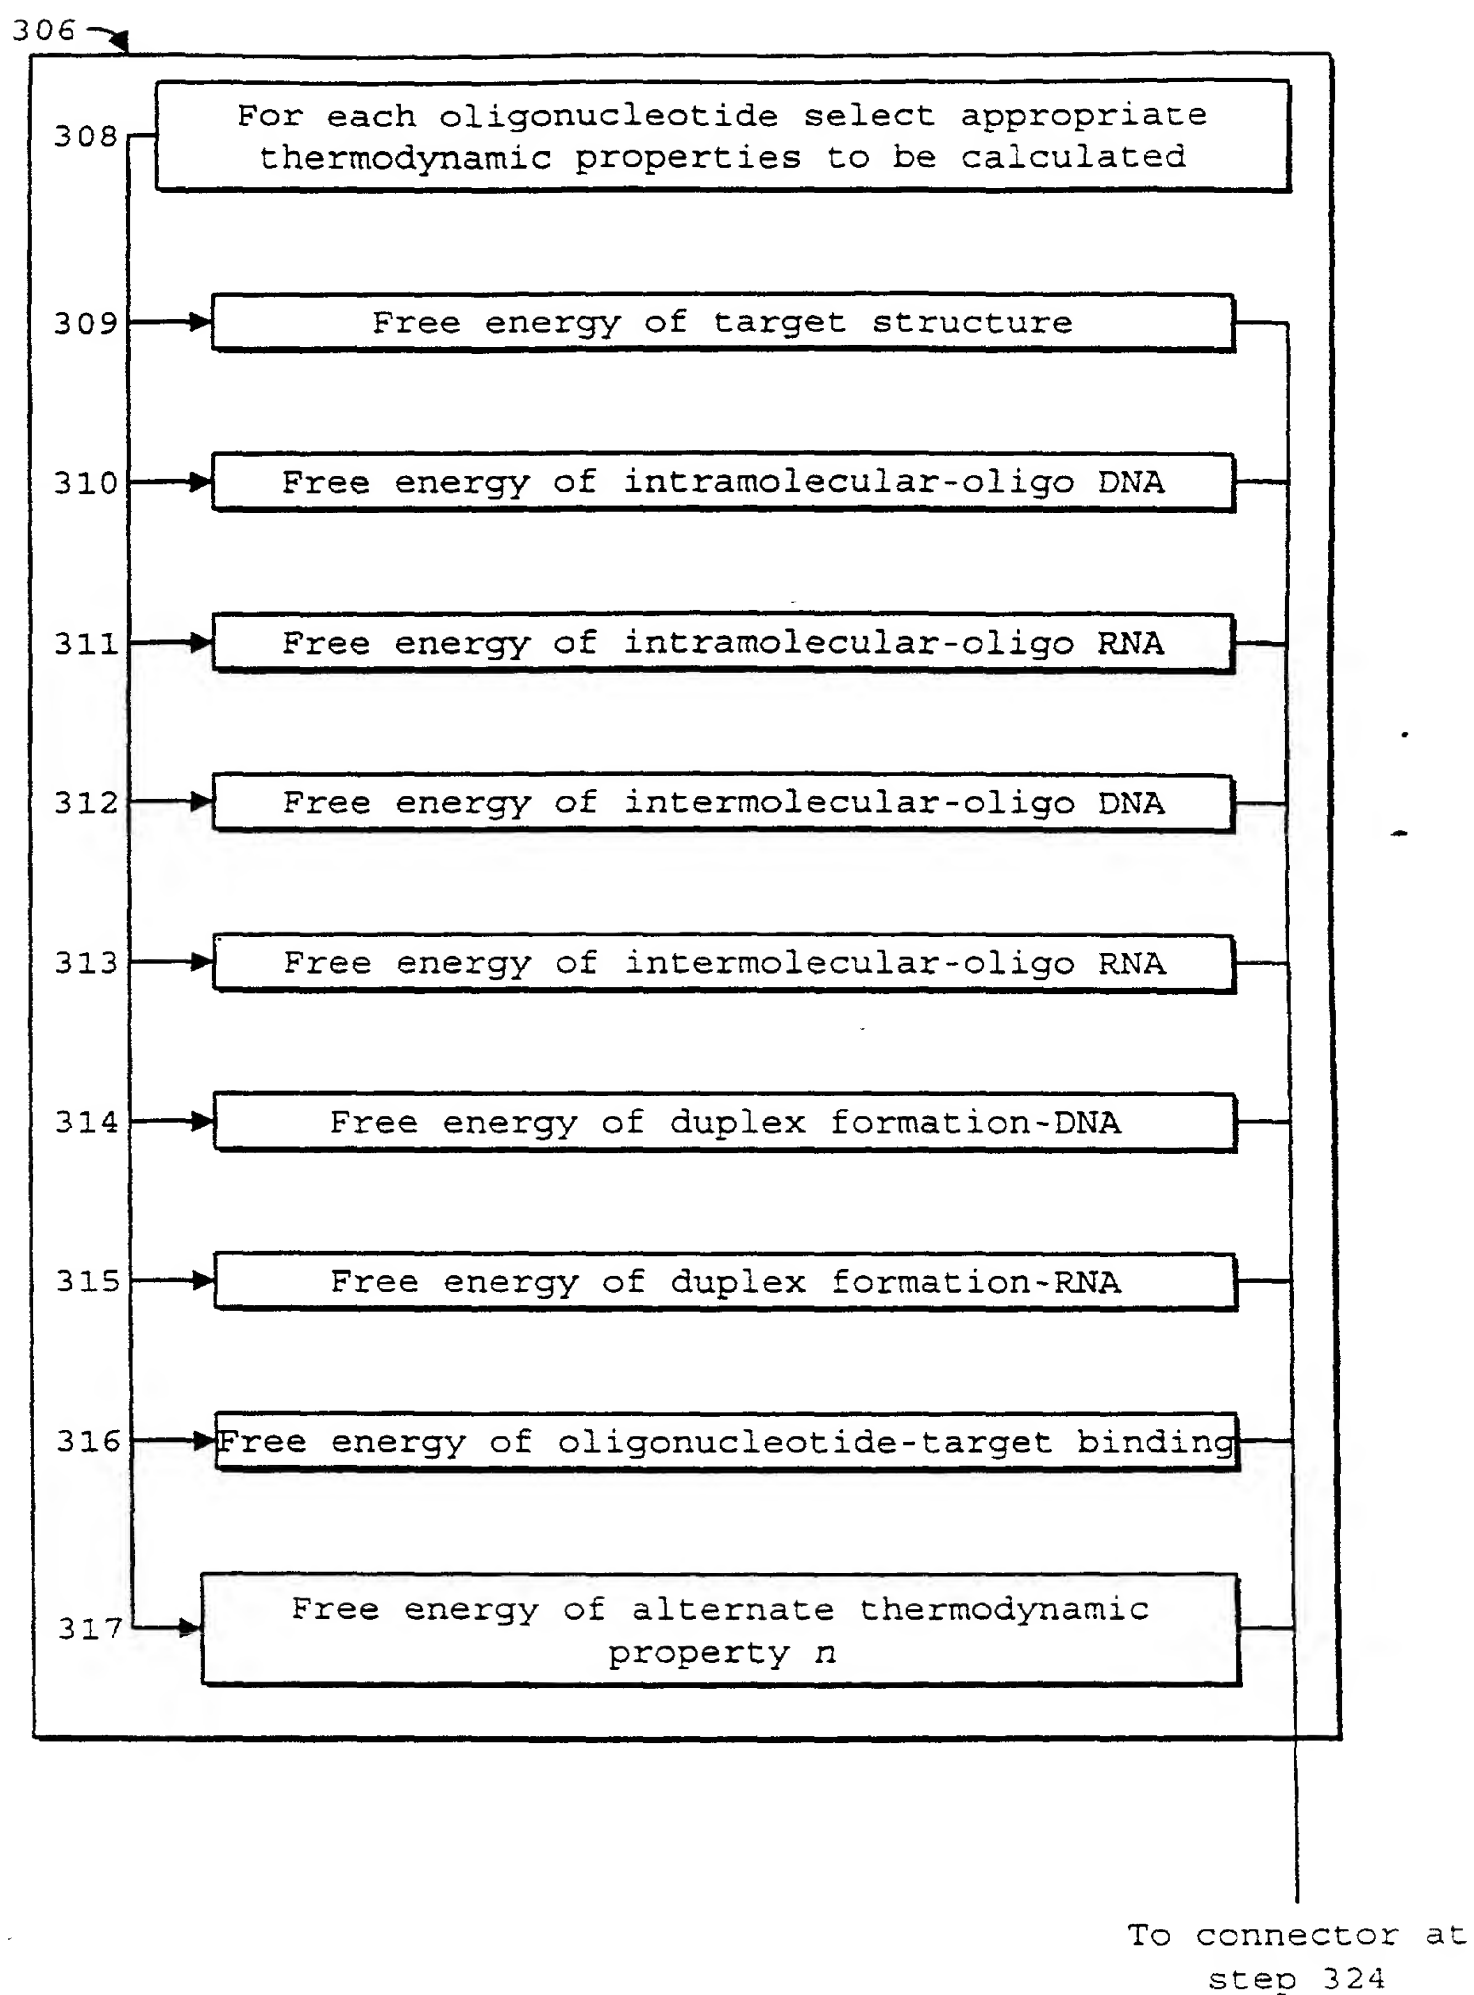 306
308
For each oligonucleotide select appropriate
thermodynamic properties to be calculated
309
Free energy of target structure
310
Free energy of intramolecular-oligo DNA
311
Free energy of intramolecular-oligo RNA
312
Free energy of intermolecular-oligo DNA
313
Free energy of intermolecular-oligo RNA
314
Free energy of duplex formation-DNA
315
Free energy of duplex formation-RNA
316
Free energy of oligonucleotide-target binding
317
Free energy of alternate thermodynamic
property n
To connector at
step 324